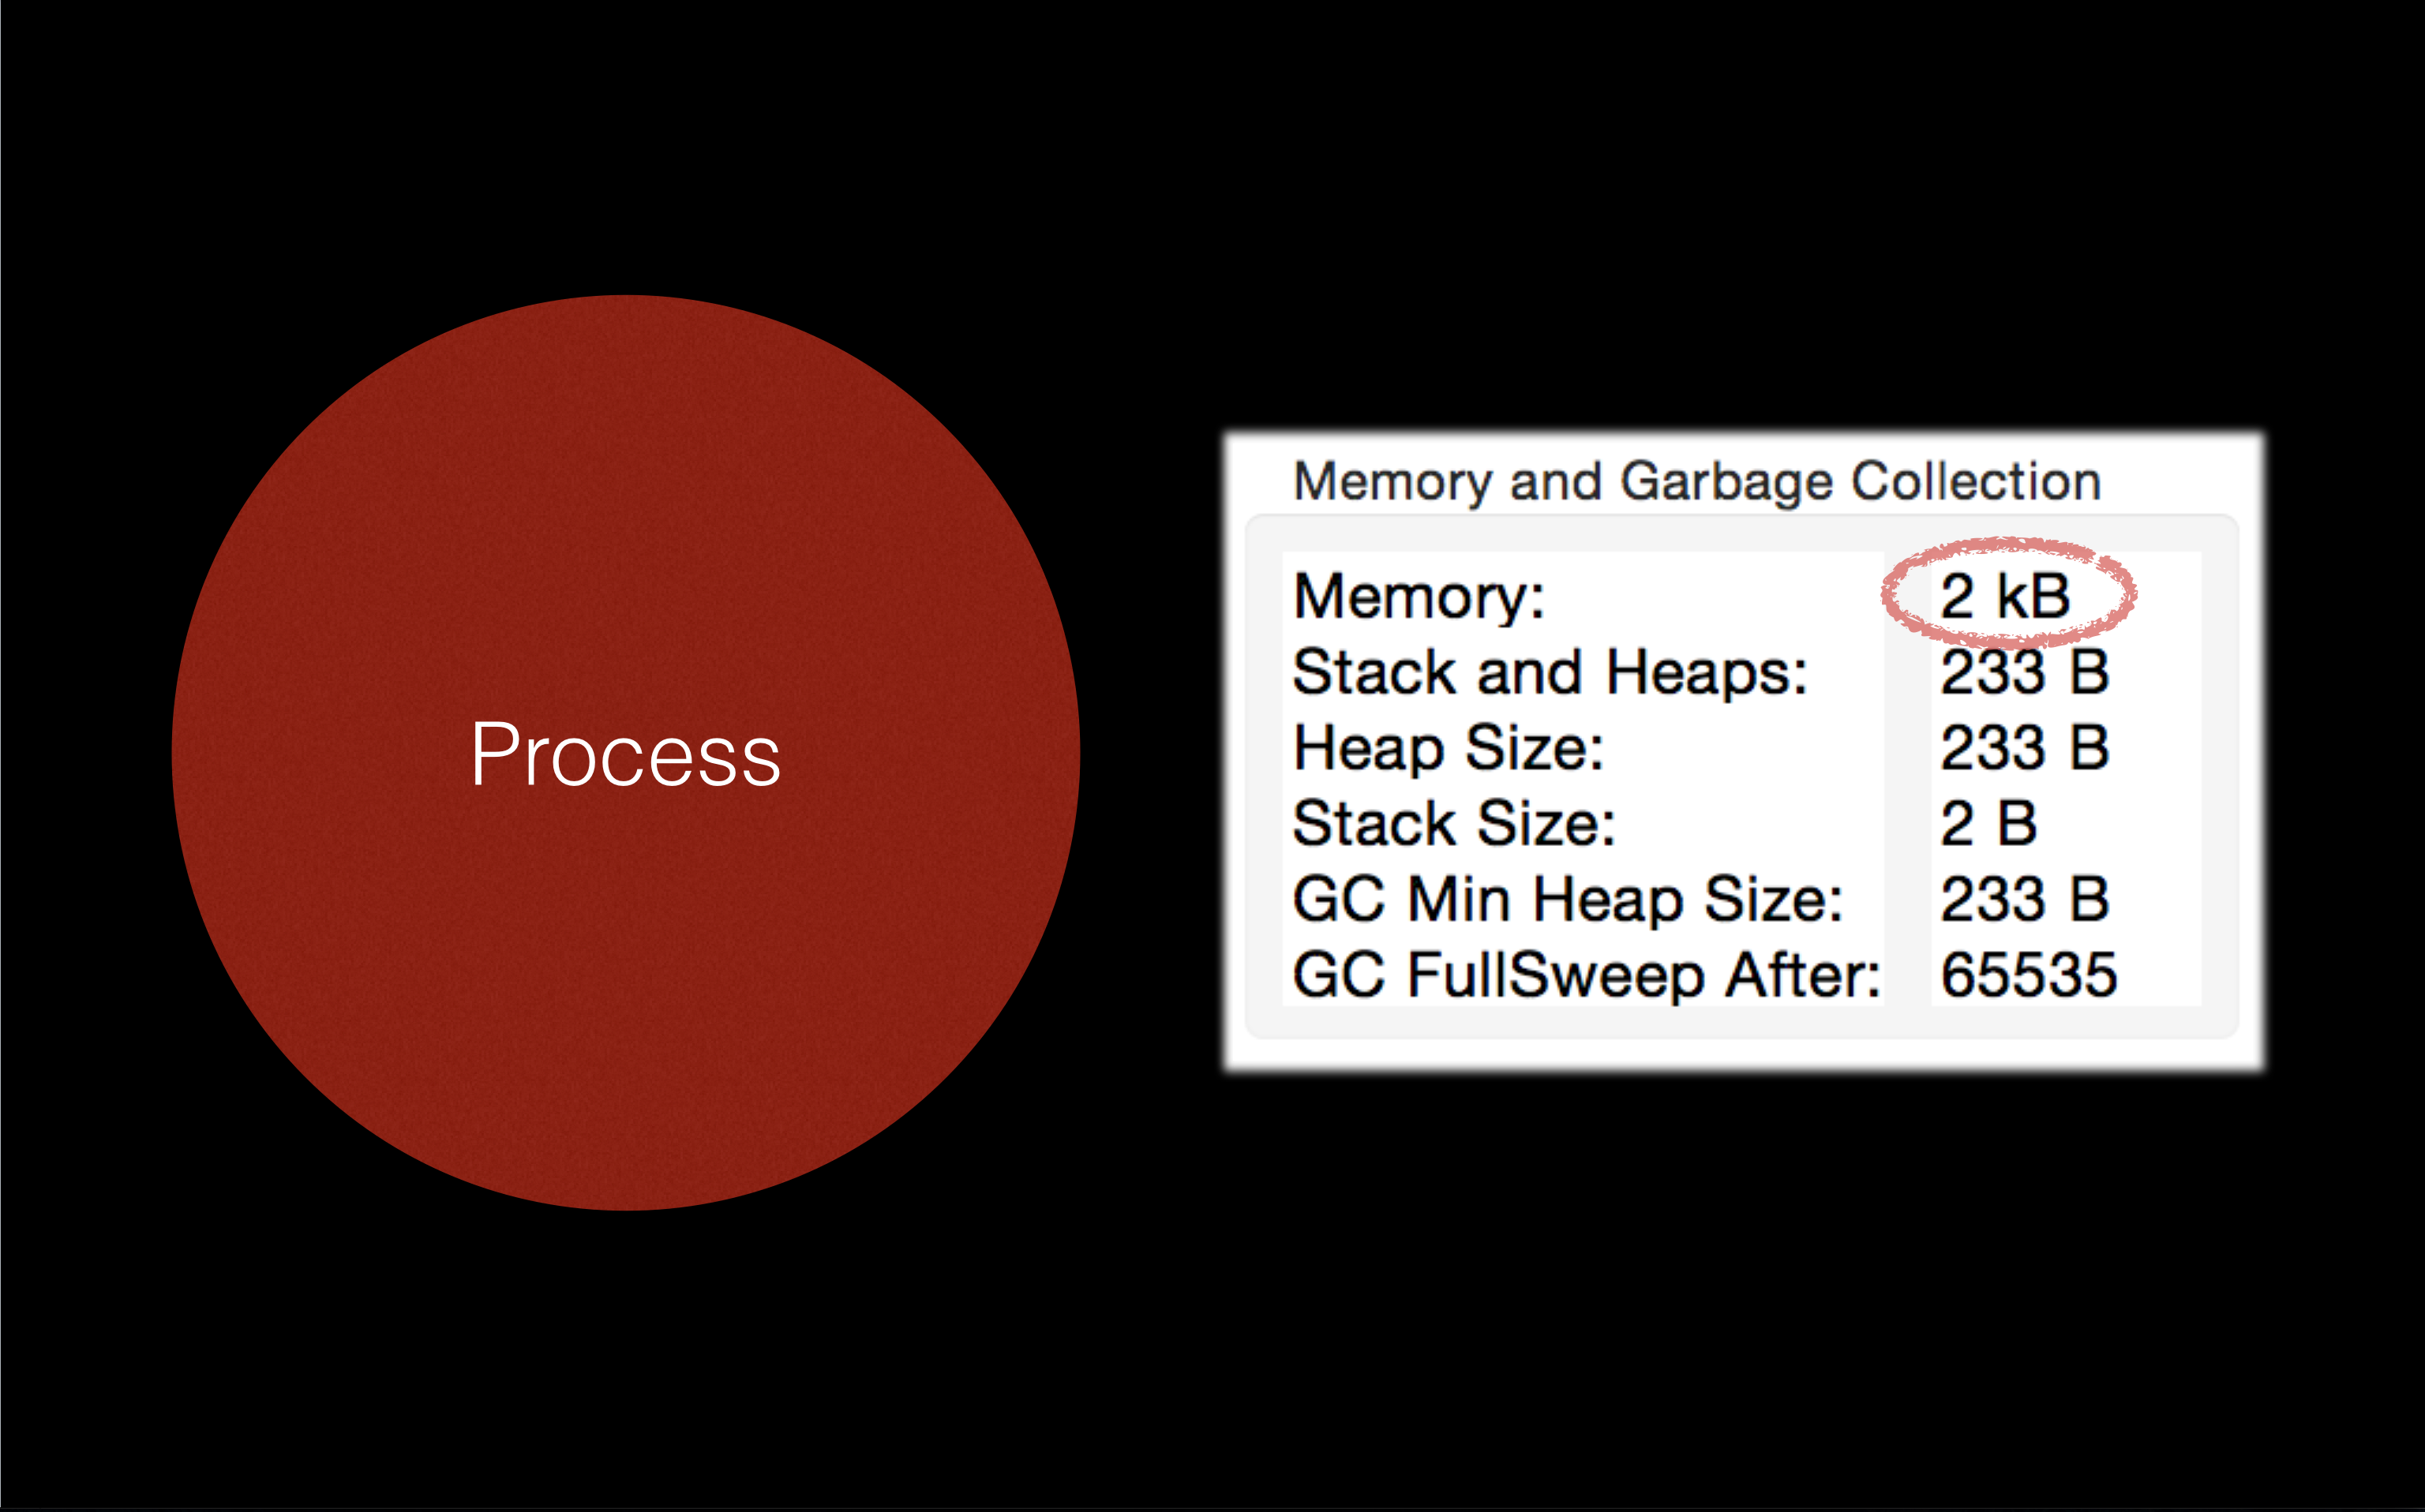 Process
Memory and Garbage Collection
Memory: 2 kB
Stack and Heaps: 233 B
Heap Size: 233 B
Stack Size: 2 B
GC Min Heap Size: 233 B
GC FullSweep After: 65535